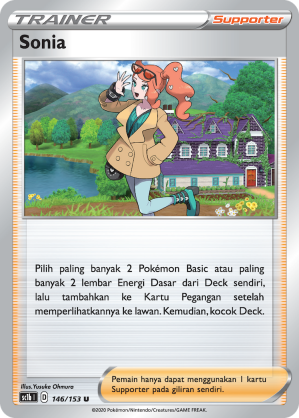 TRAINER Supporter
Sonia
Pilih paling banyak 2 Pokémon Basic atau paling
banyak 2 lembar Energi Dasar dari Deck sendiri,
lalu tambahkan ke Kartu Pegangan setelah
memperlihatkannya ke lawan. Kemudian, kocok Deck.
Illus.Yusuke Ohmura
sc1b I D 146/153 U
Pemain hanya dapat menggunakan 1 kartu
Supporter pada giliran sendiri.
©2020 Pokémon/Nintendo/Creatures/GAME FREAK.